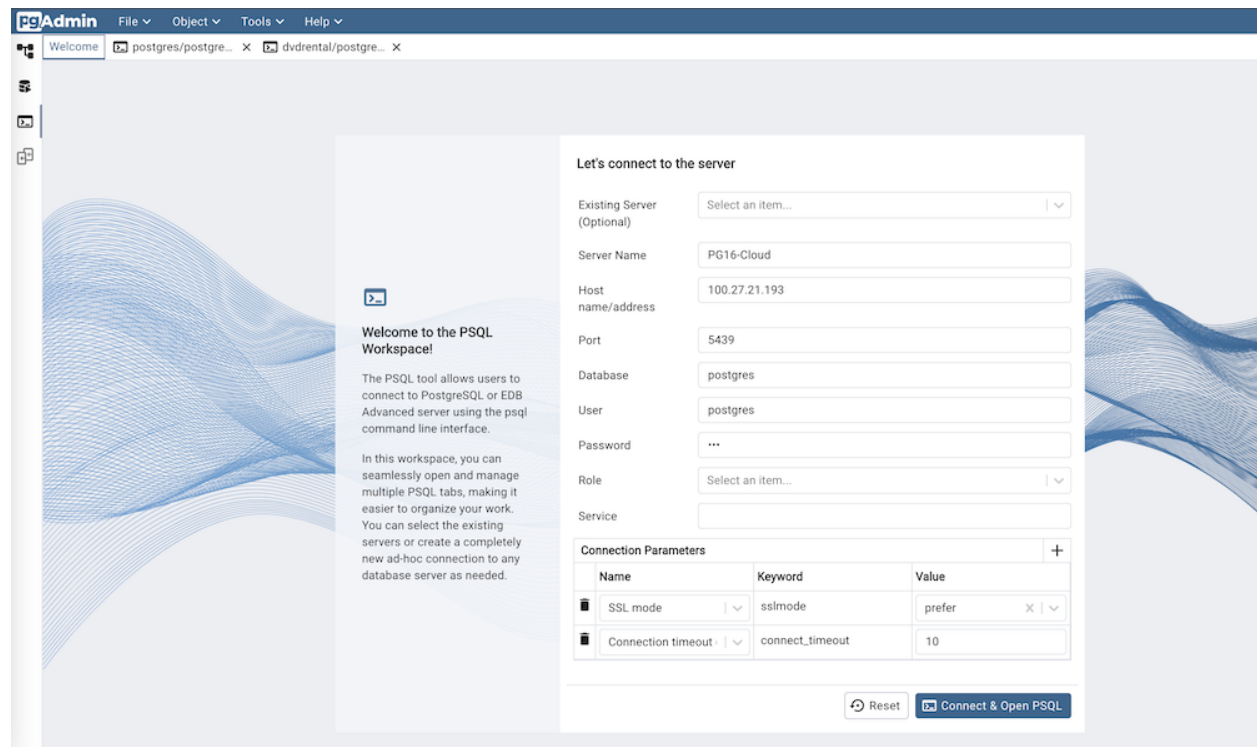 pgAdmin File Object Tools Help
Welcome postgres/postgre... dvdrental/postgre...
Let's connect to the server
Existing Server
(Optional)
Select an item...
Server Name
PG16-Cloud
Host
name/address
100.27.21.193
Port
5439
Database
postgres
User
postgres
Password
•••
Role
Select an item...
Service
Welcome to the PSQL
Workspace!
The PSQL tool allows users to
connect to PostgreSQL or EDB
Advanced server using the psql
command line interface.
In this workspace, you can
seamlessly open and manage
multiple PSQL tabs, making it
easier to organize your work.
You can select the existing
servers or create a completely
new ad-hoc connection to any
database server as needed.
Connection Parameters
Name Keyword Value
SSL mode sslmode prefer
Connection timeout connect_timeout 10
Reset Connect & Open PSQL